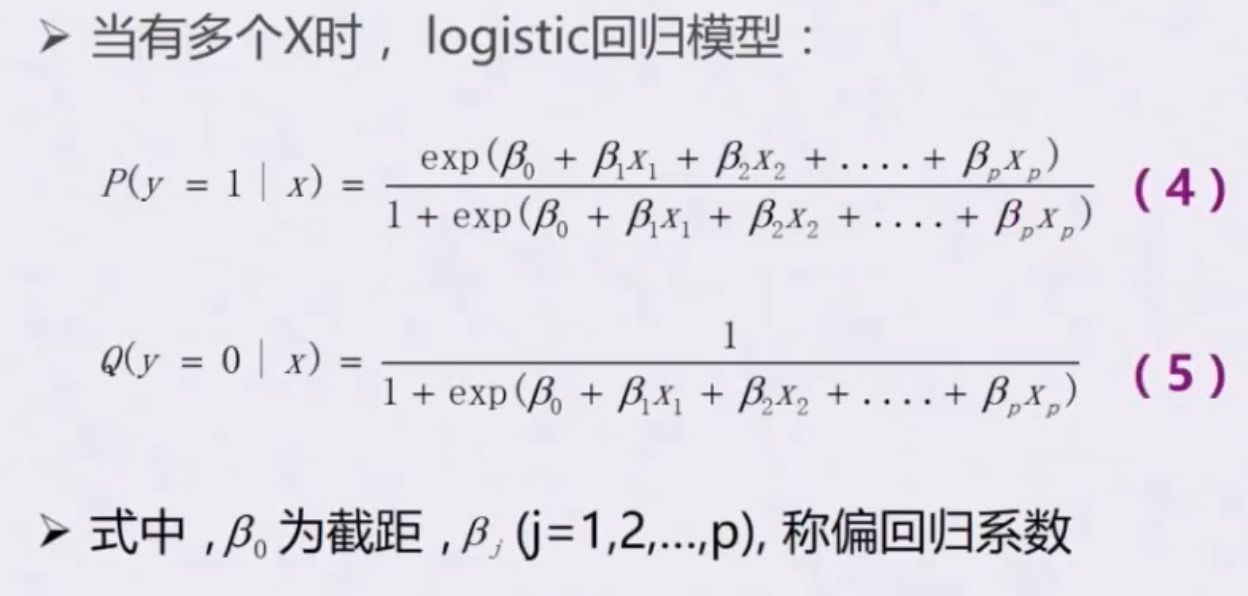 ➤ 当有多个X时，logistic回归模型：
P(y = 1 | x) = exp(β₀ + β₁x₁ + β₂x₂ + .... + βₚxₚ) / 1 + exp(β₀ + β₁x₁ + β₂x₂ + .... + βₚxₚ) (4)
Q(y = 0 | x) = 1 / 1 + exp(β₀ + β₁x₁ + β₂x₂ + .... + βₚxₚ) (5)
➤ 式中 ,β₀ 为截距 ,βⱼ (j=1,2,...,p), 称偏回归系数